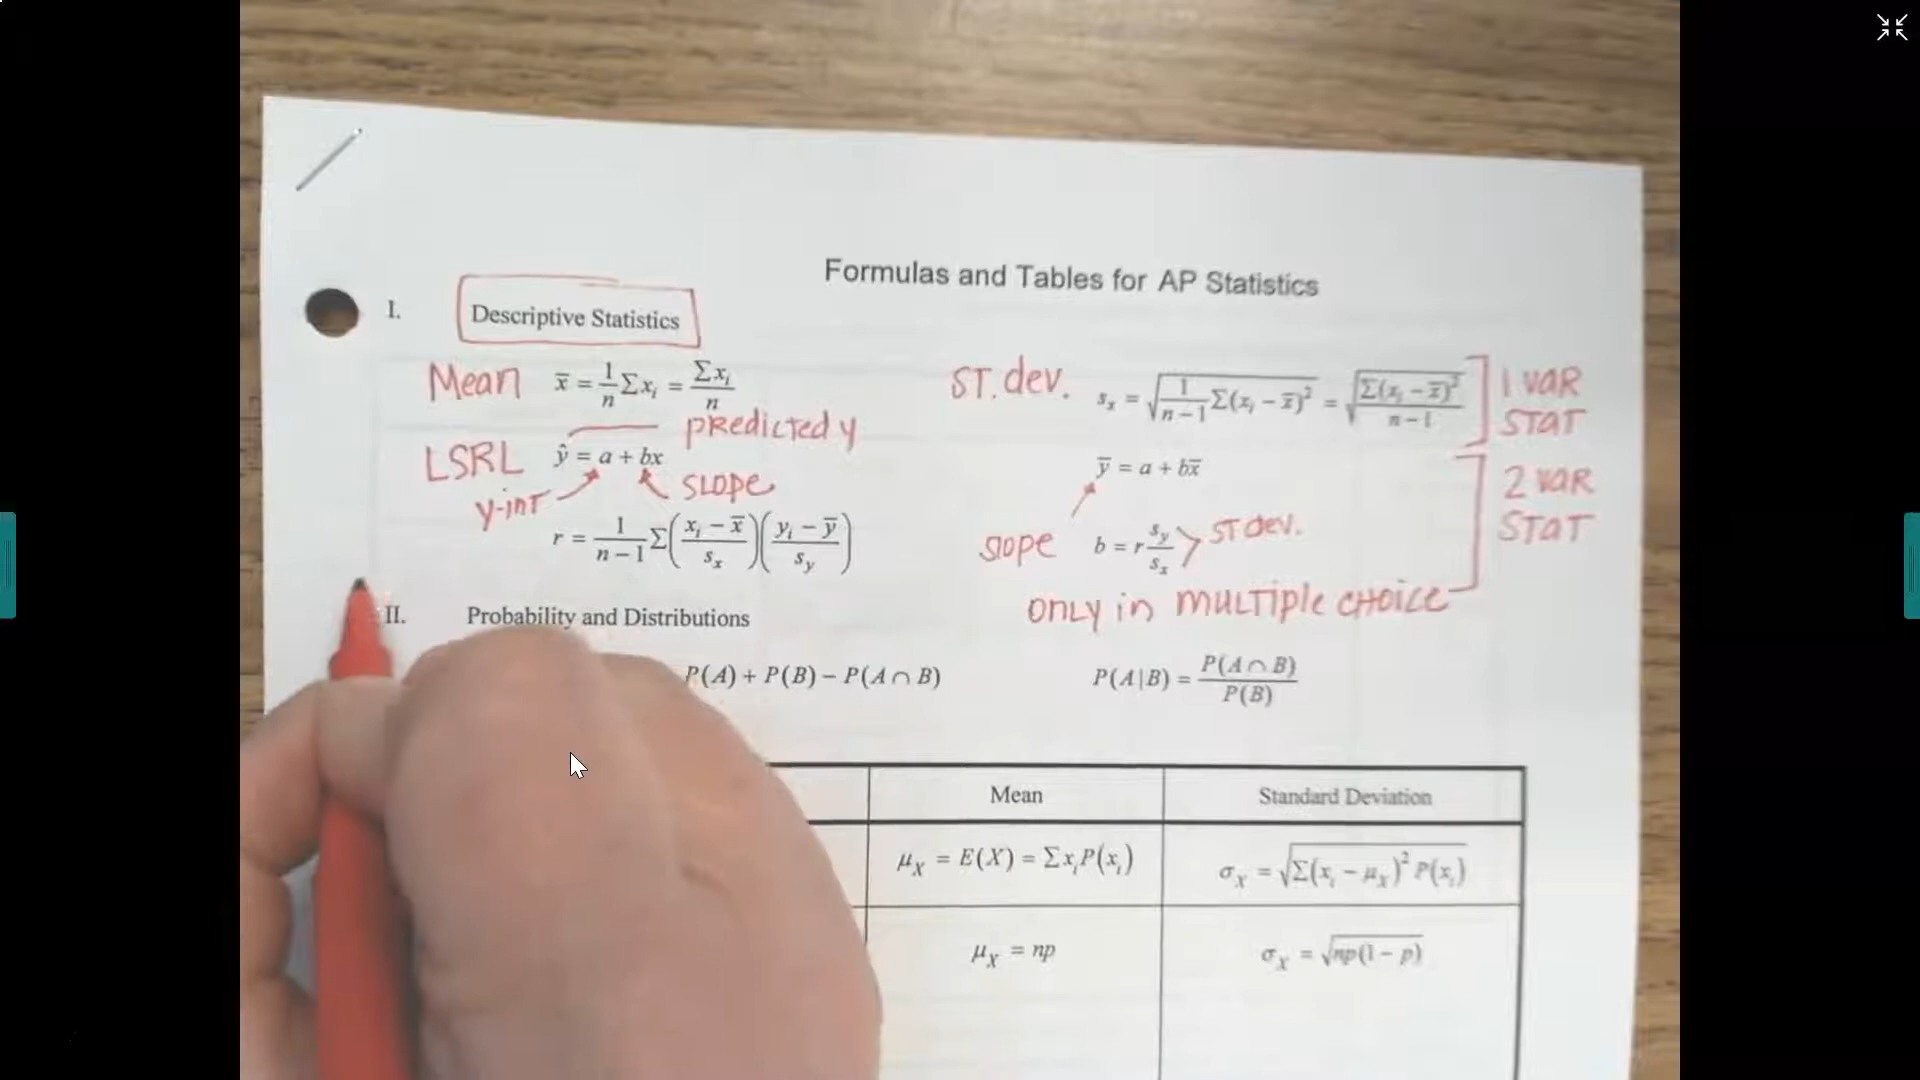 Formulas and Tables for AP Statistics
I. Descriptive Statistics
Mean x̄ = 1/n Σxᵢ = Σxᵢ/n
ST. dev. sₓ = √(1/(n−1) Σ(xᵢ − x̄)²) = √(Σ(xᵢ − x̄)²/(n−1))
1 VAR
STAT
predicted y
LSRL ŷ = a + bx
ȳ = a + bx̄
2 VAR
STAT
y-int
slope
r = 1/(n−1) Σ((xᵢ − x̄)/sₓ)((yᵢ − ȳ)/s_y)
slope b = r s_y/sₓ ST dev.
only in multiple choice
II. Probability and Distributions
P(A) + P(B) − P(A ∩ B)
P(A|B) = P(A ∩ B)/P(B)
Mean Standard Deviation
μ_X = E(X) = Σxᵢ P(xᵢ) σ_X = √(Σ(xᵢ − μ_X)² P(xᵢ))
μ_X = np σ_X = √(np(1 − p))